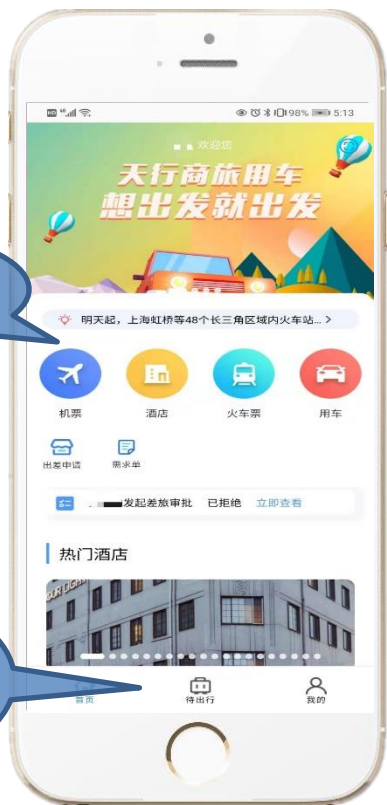 HD 98% 5:13
欢迎您
天行商旅用车
想出发就出发
明天起，上海虹桥等48个长三角区域内火车站... >
机票 酒店 火车票 用车
出差申请 需求单
发起差旅审批 已拒绝 立即查看
热门酒店
首页 待出行 我的